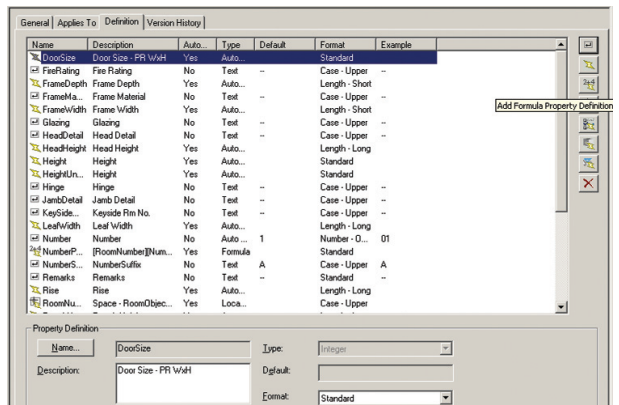 General Applies To Definition Version History
Name Description Auto... Type Default Format Example
DoorSize Door Size - PR WxH Yes Auto... Standard
FireRating Fire Rating No Text -- Case - Upper --
FrameDepth Frame Depth Yes Auto... Length - Short
FrameMa... Frame Material No Text -- Case - Upper --
FrameWidth Frame Width Yes Auto... Length - Short
Add Formula Property Definition
Glazing Glazing No Text -- Case - Upper --
HeadDetail Head Detail No Text -- Case - Upper --
HeadHeight Head Height Yes Auto... Length - Long
Height Height Yes Auto... Standard
HeightUn... Height Yes Auto... Standard
Hinge Hinge No Text -- Case - Upper --
JambDetail Jamb Detail No Text -- Case - Upper --
KeySide... Keyside Rm No. No Text -- Case - Upper --
LeafWidth Leaf Width Yes Auto... Length - Long
Number Number No Auto ... 1 Number - O... 01
NumberP... [RoomNumber][Num... Yes Formula Standard
NumberS... NumberSuffix No Text A Case - Upper A
Remarks Remarks No Text -- Standard --
Rise Rise Yes Auto... Length - Long
RoomNu... Space - RoomObjec... Yes Loca... Case - Upper
Property Definition
Name... DoorSize Type: Integer
Description: Door Size - PR WxH Default:
Format: Standard